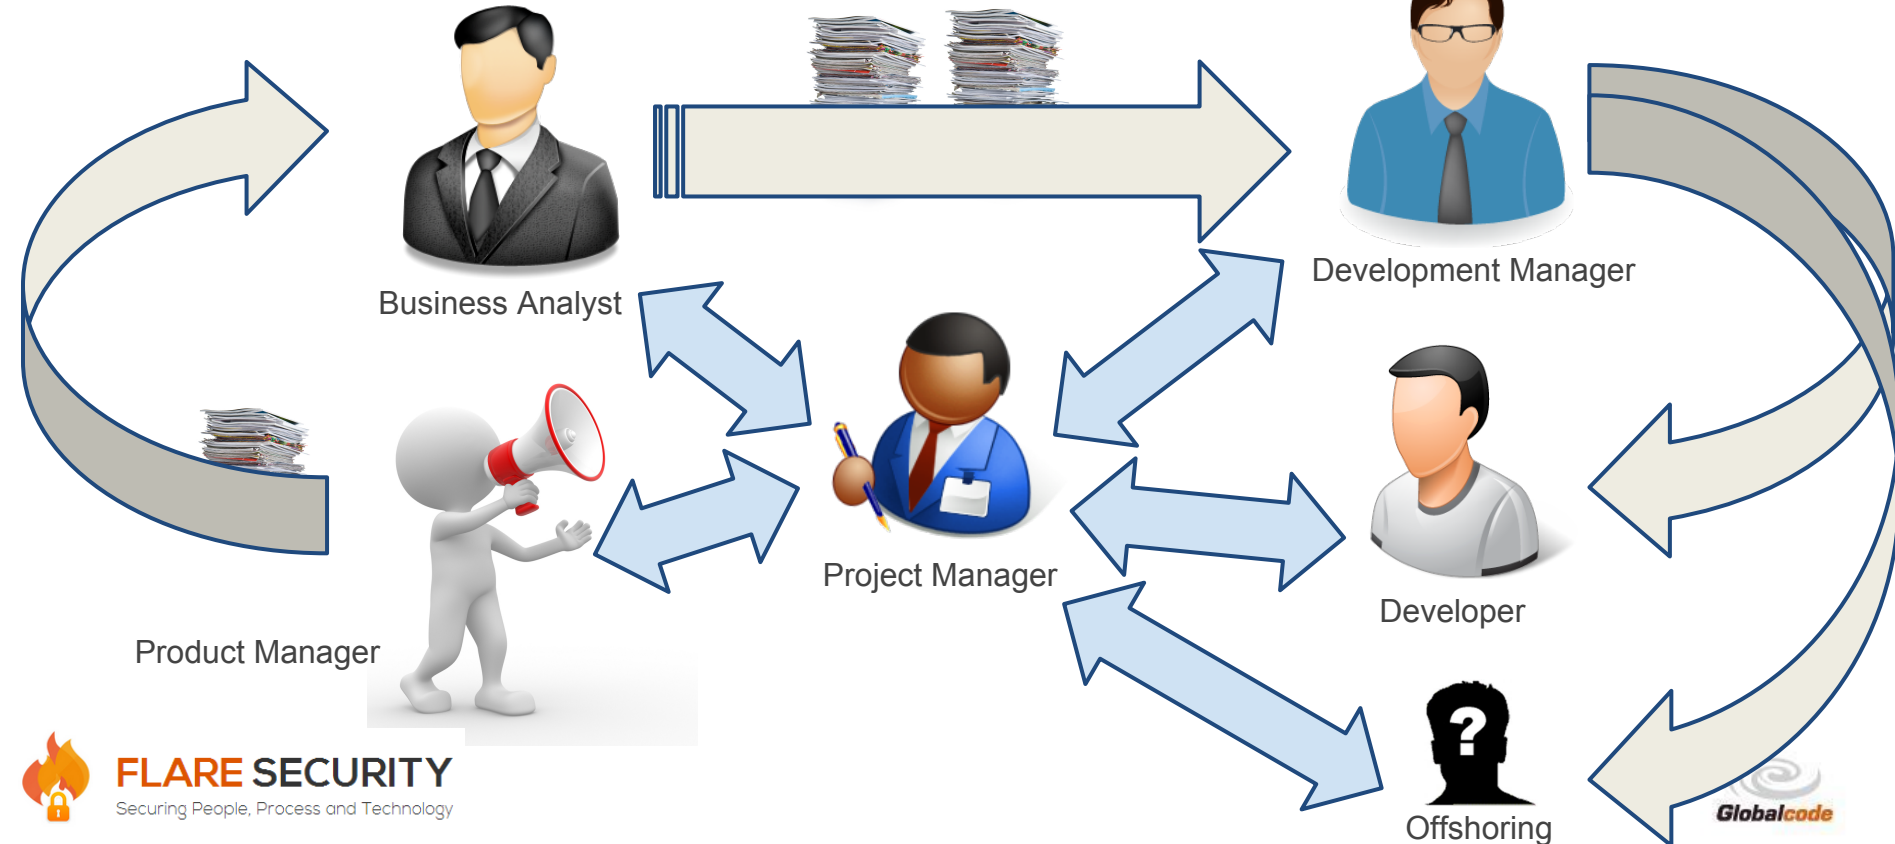 Business Analyst
Development Manager
Project Manager
Developer
Product Manager
?
FLARE SECURITY
Securing People, Process and Technology
Offshoring
Globalcode